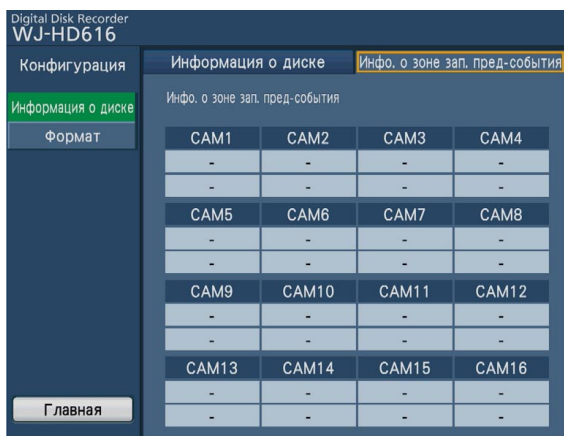 Digital Disk Recorder
WJ-HD616
Конфигурация
Информация о диске
Инфо. о зоне зап. пред-события
Информация о диске
Формат
Инфо. о зоне зап. пред-события
CAM1 CAM2 CAM3 CAM4
- - - -
- - - -
CAM5 CAM6 CAM7 CAM8
- - - -
- - - -
CAM9 CAM10 CAM11 CAM12
- - - -
- - - -
CAM13 CAM14 CAM15 CAM16
- - - -
- - - -
Главная